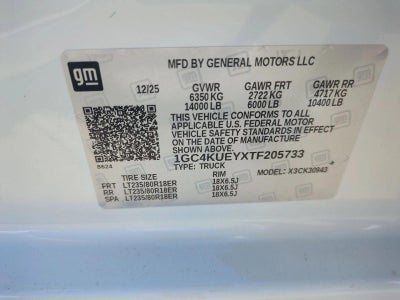 gm
MFD BY GENERAL MOTORS LLC
12/25 GVWR GAWR FRT GAWR RR
6350 KG 2722 KG 4717 KG
14000 LB 6000 LB 10400 LB
THIS VEHICLE CONFORMS TO ALL
APPLICABLE U.S. FEDERAL MOTOR
VEHICLE SAFETY STANDARDS IN EFFECT ON
THE DATE OF MANUFACTURE
SHOWN ABOVE.
1GC4KUEYXTF205733
8624 TYPE: TRUCK MODEL: X3CK30943
TIRE SIZE RIM
FRT LT235/80R18ER 18X6.5J
RR LT235/80R18ER 18X6.5J
SPA LT235/80R18ER 18X6.5J